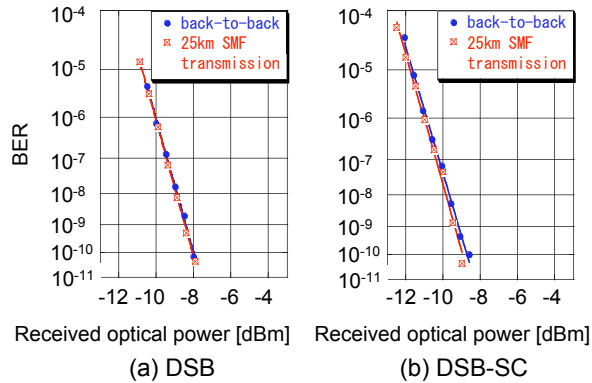 BER
10-4
10-5
10-6
10-7
10-8
10-9
10-10
10-11
back-to-back
25km SMF
transmission
-12 -10 -8 -6 -4
Received optical power [dBm]
(a) DSB
10-4
10-5
10-6
10-7
10-8
10-9
10-10
10-11
back-to-back
25km SMF
transmission
-12 -10 -8 -6 -4
Received optical power [dBm]
(b) DSB-SC